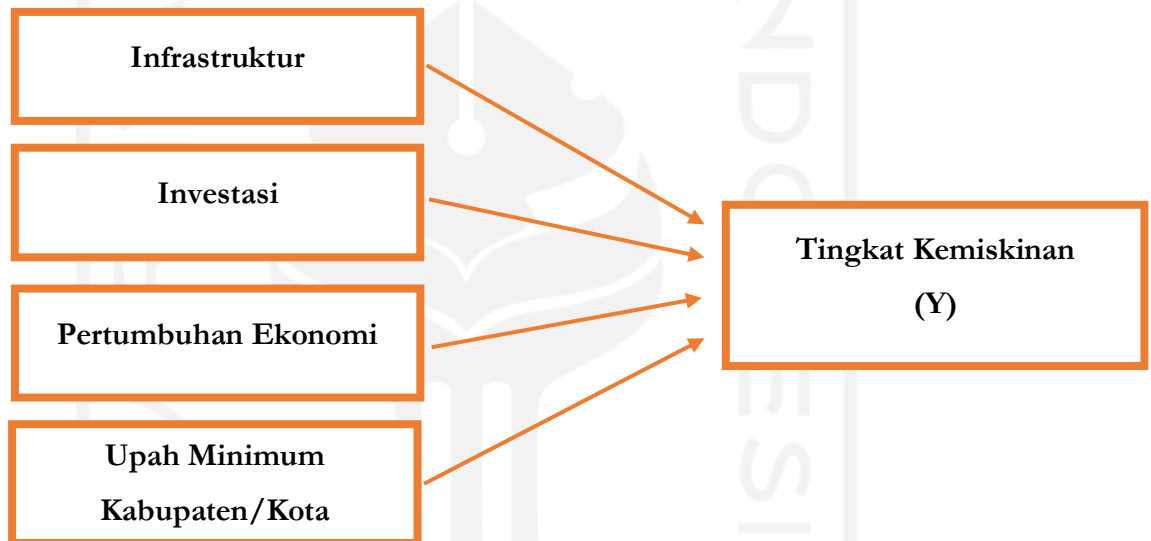 Infrastruktur
Investasi
Pertumbuhan Ekonomi
Upah Minimum
Kabupaten/Kota
Tingkat Kemiskinan
(Y)